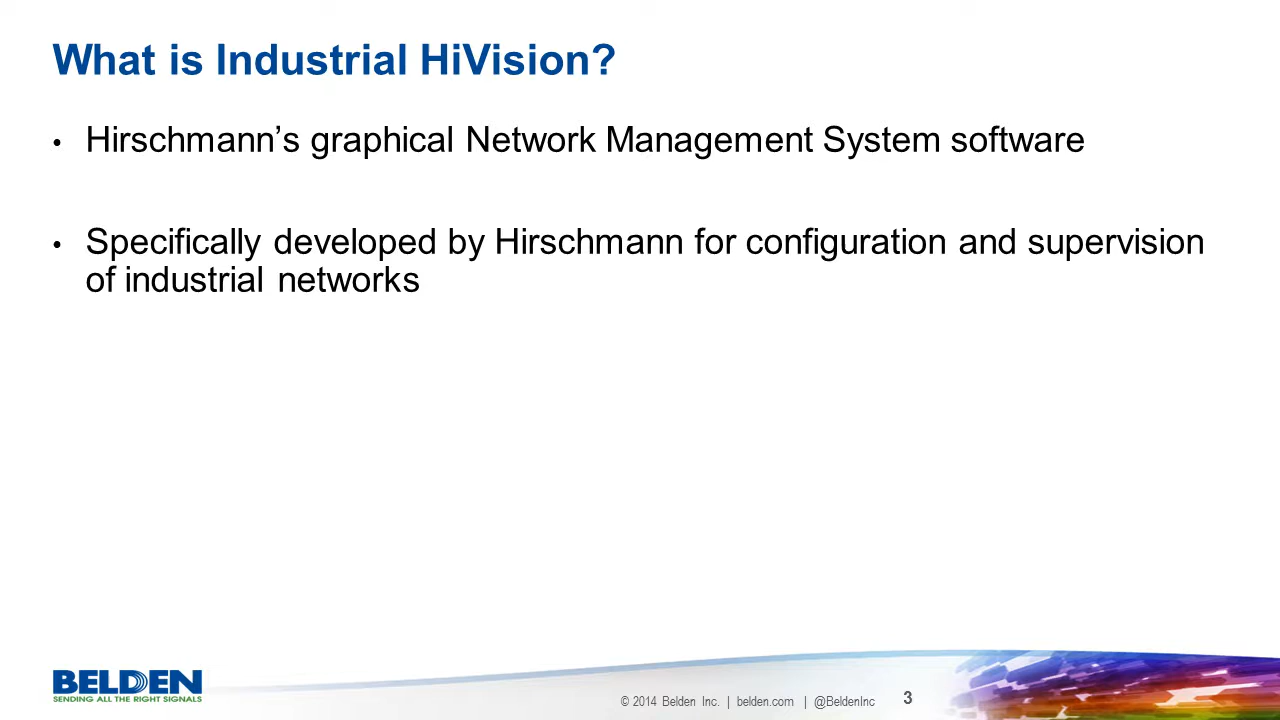 What is Industrial HiVision?
• Hirschmann’s graphical Network Management System software
• Specifically developed by Hirschmann for configuration and supervision
of industrial networks
BELDEN
SENDING ALL THE RIGHT SIGNALS
© 2014 Belden Inc. | belden.com | @BeldenInc 3